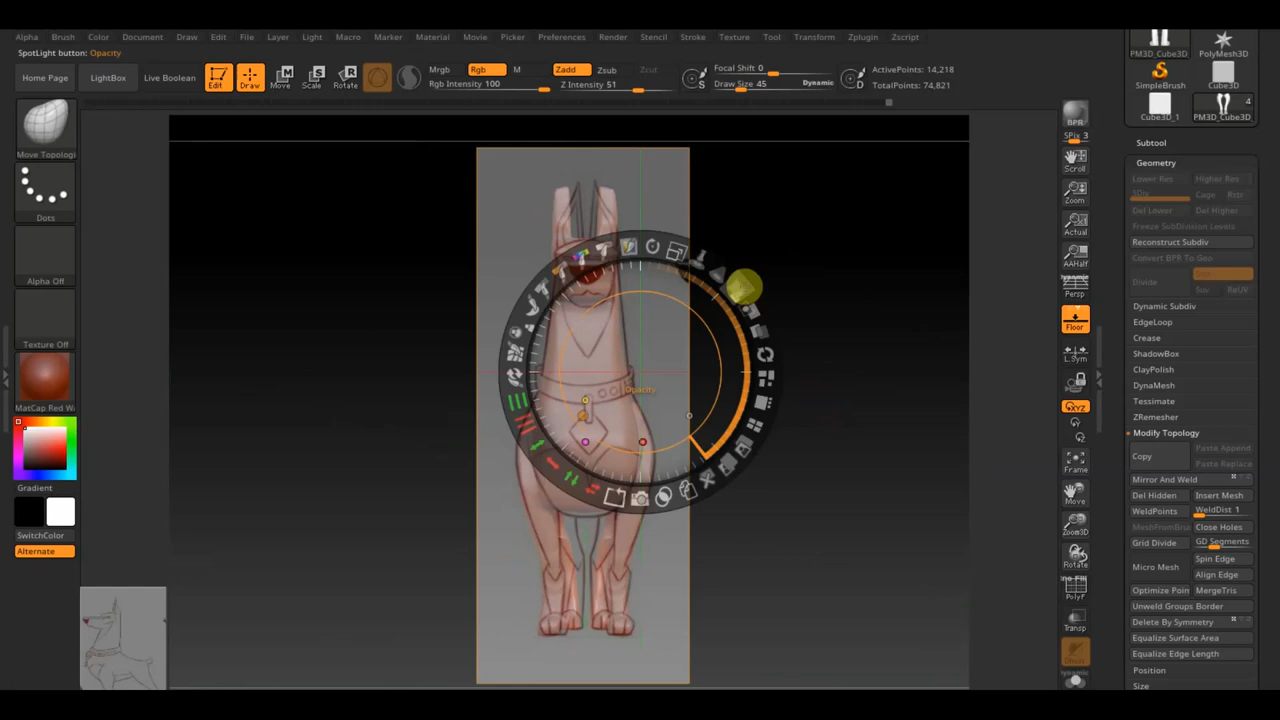 Alpha Brush Color Document Draw Edit File Layer Light Macro Marker Material Movie Picker Preferences Render Stencil Stroke Texture Tool Transform Zplugin Zscript
SpotLight button: Opacity
Home Page
LightBox
Live Boolean
Edit
Draw
Move
Scale
Rotate
Mrgb
Rgb
M
Rgb Intensity 100
Zadd
Zsub
Zcut
Z Intensity 51
Focal Shift 0
Draw Size 45
Dynamic
ActivePoints: 14,218
TotalPoints: 74,821
Move Topologi
Dots
Alpha Off
Texture Off
MatCap Red W
Gradient
SwitchColor
Alternate
Opacity
BPR
SPix 3
Scroll
Zoom
Actual
AAHalf
Dynamic
Persp
Floor
L.Sym
XYZ
Frame
Move
Zoom3D
Rotate
PolyF
Transp
Dynamic
PM3D_Cube3D
PolyMesh3D
SimpleBrush
Cube3D
Cube3D_1
4
PM3D_Cube3D
Subtool
Geometry
Lower Res
Higher Res
SDiv
Cage
Rstr
Del Lower
Del Higher
Freeze SubDivision Levels
Reconstruct Subdiv
Convert BPR To Geo
Divide
Smt
Suv
ReUV
Dynamic Subdiv
EdgeLoop
Crease
ShadowBox
ClayPolish
DynaMesh
Tessimate
ZRemesher
Modify Topology
Copy
Paste Append
Paste Replace
Mirror And Weld
Del Hidden
Insert Mesh
WeldPoints
WeldDist 1
MeshFromBru
Close Holes
Grid Divide
GD Segments
Micro Mesh
Spin Edge
Align Edge
Optimize Poin
MergeTris
Unweld Groups Border
Delete By Symmetry
Equalize Surface Area
Equalize Edge Length
Position
Size